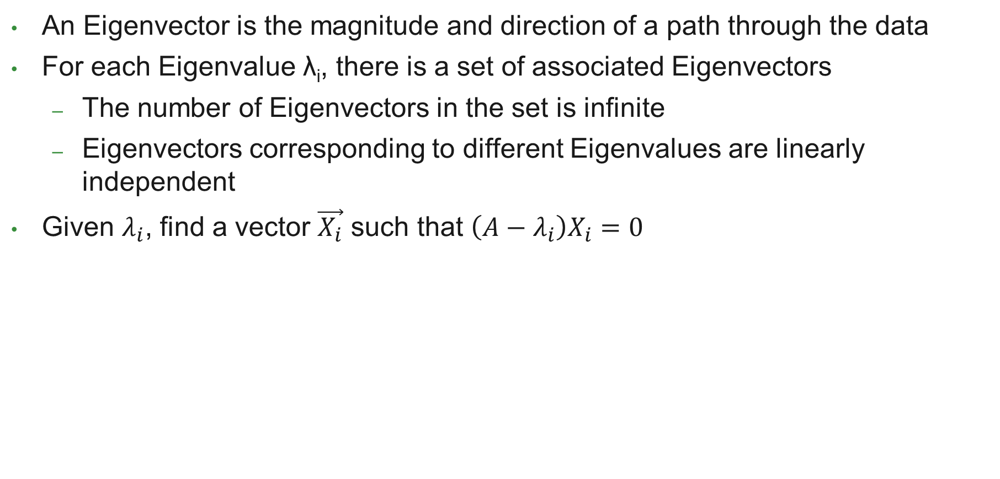 • An Eigenvector is the magnitude and direction of a path through the data
• For each Eigenvalue λᵢ, there is a set of associated Eigenvectors
– The number of Eigenvectors in the set is infinite
– Eigenvectors corresponding to different Eigenvalues are linearly
independent
• Given 𝜆ᵢ, find a vector $\overrightarrow{X_i}$ such that $(A - \lambda_i)X_i = 0$